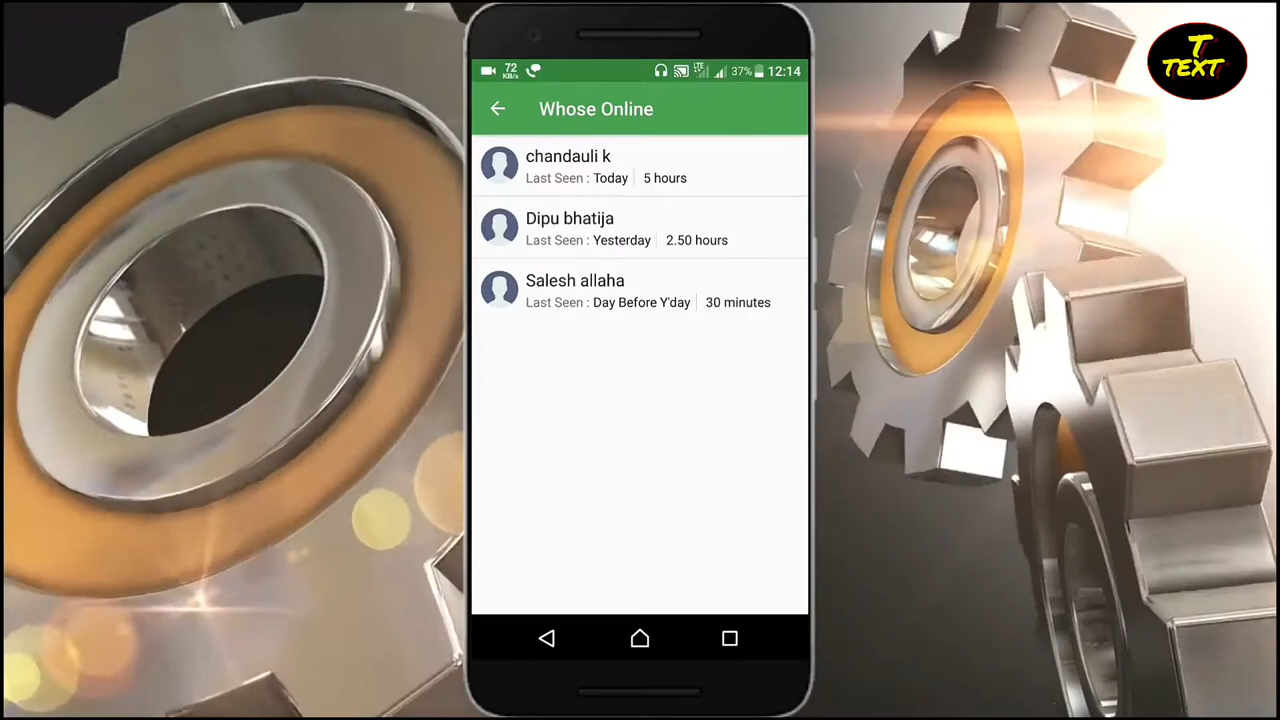 T
TEXT
72
KB/s
LTE
37%
12:14
Whose Online
chandauli k
Last Seen : Today 5 hours
Dipu bhatija
Last Seen : Yesterday 2.50 hours
Salesh allaha
Last Seen : Day Before Y'day 30 minutes